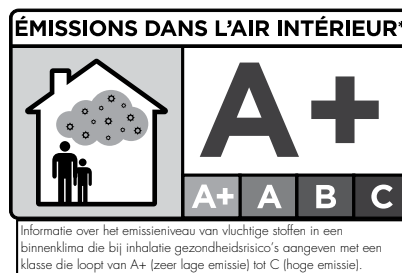 ÉMISSIONS DANS L'AIR INTÉRIEUR*
A+
A+ A B C
Informatie over het emissieniveau van vluchtige stoffen in een
binnenklima die bij inhalatie gezondheidsrisico's aangeven met een
klasse die loopt van A+ (zeer lage emissie) tot C (hoge emissie).